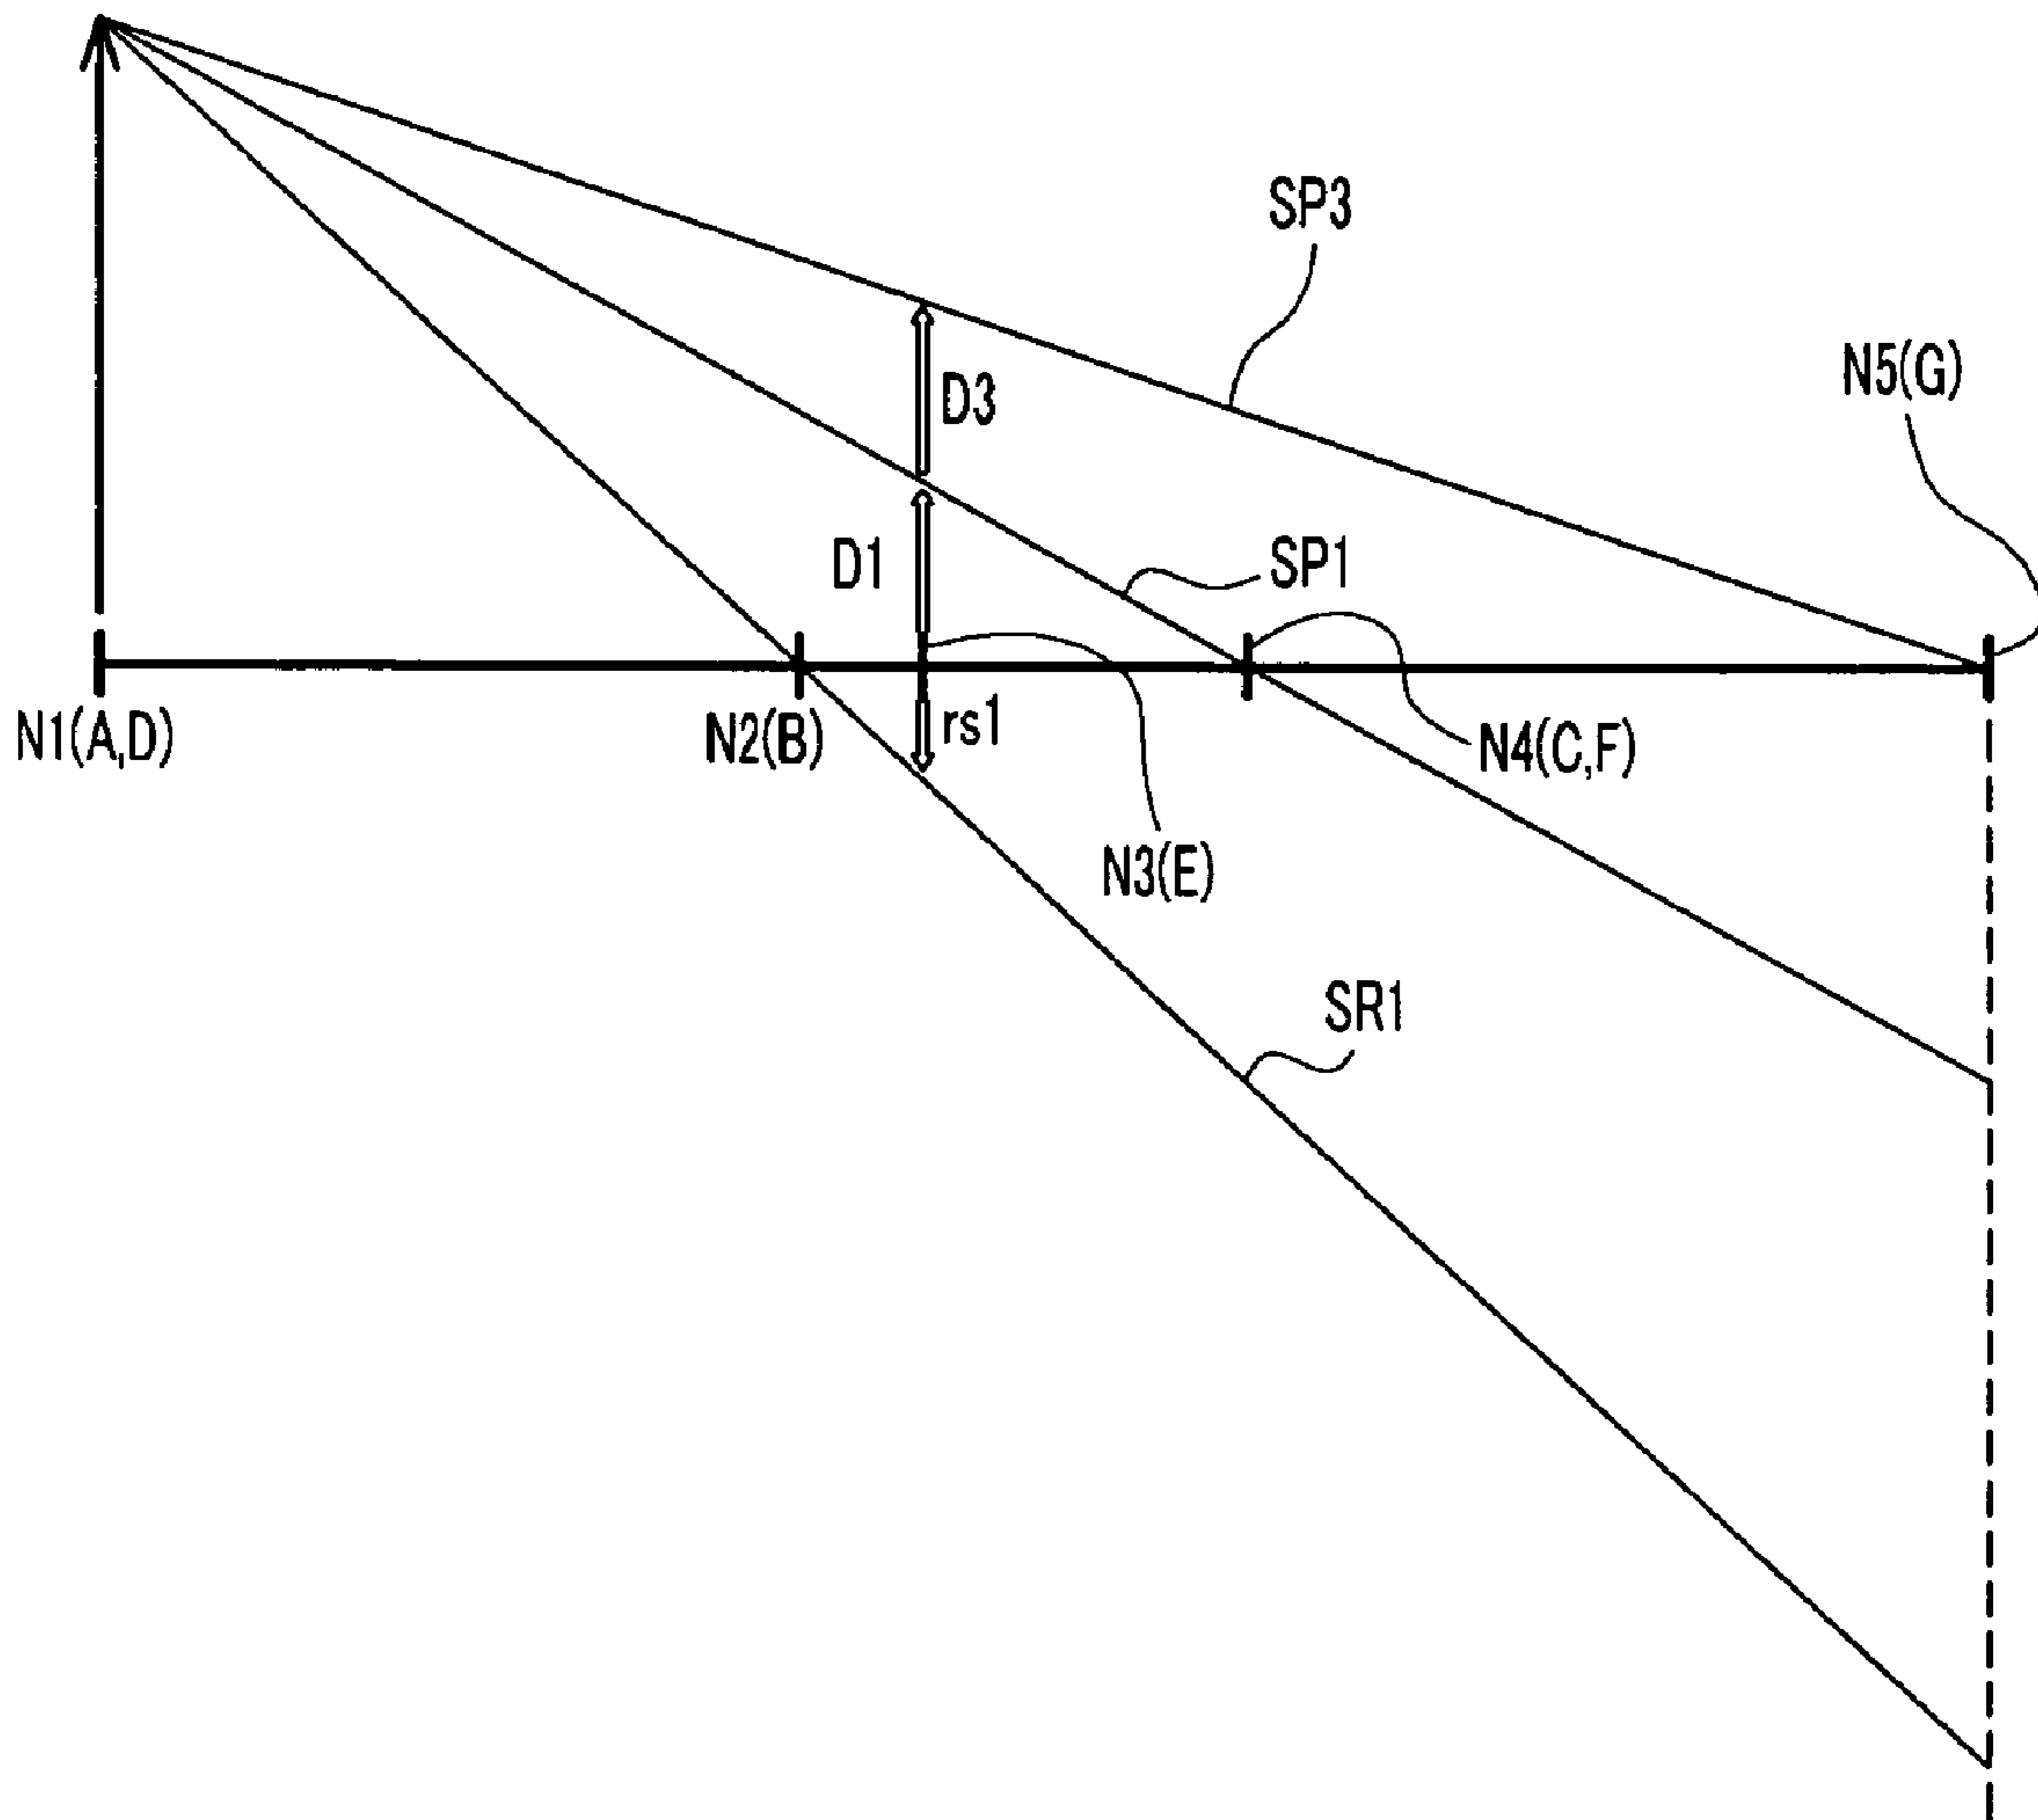 SP3
N5(G)
D3
D1
SP1
N1(A,D)
N2(B)
rs1
N4(C,F)
N3(E)
SR1